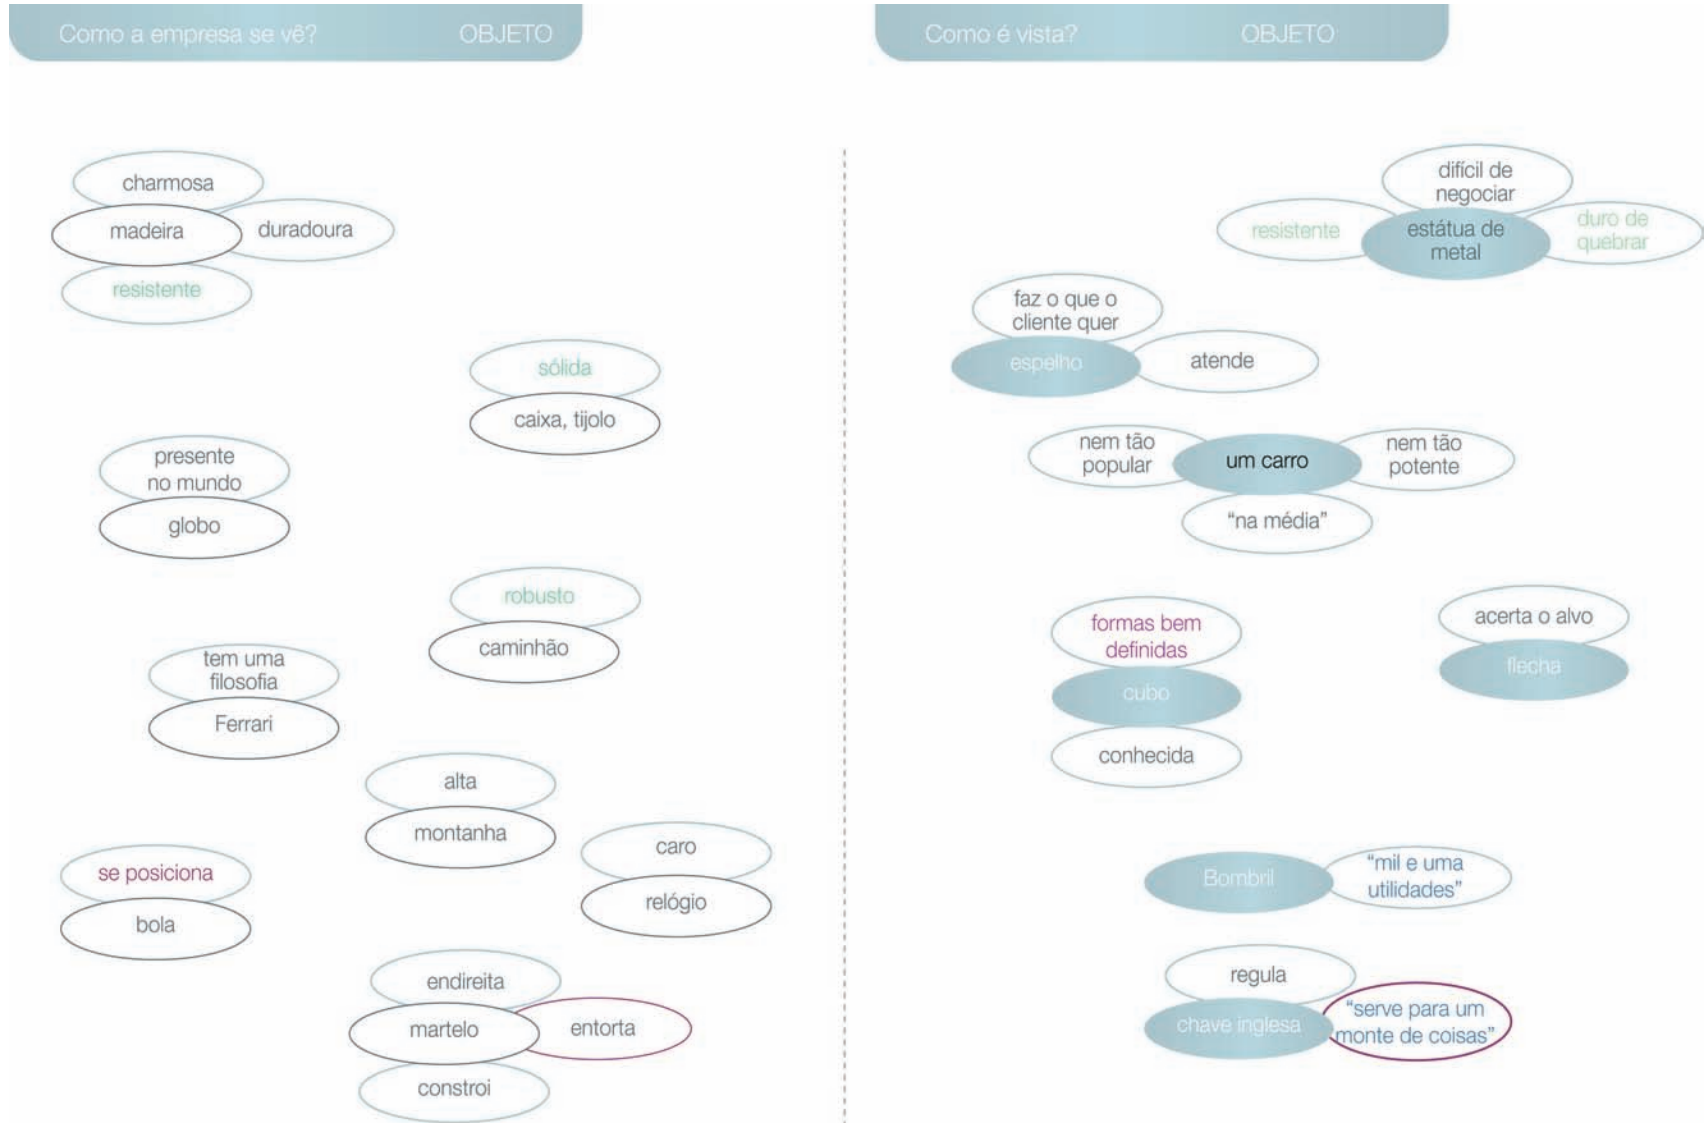 Como a empresa se vê? OBJETO
charmosa
madeira
duradoura
resistente
sólida
caixa, tijolo
presente
no mundo
globo
robusto
caminhão
tem uma
filosofia
Ferrari
alta
montanha
caro
relógio
se posiciona
bola
endireita
martelo
entorta
constroi
Como é vista? OBJETO
difícil de
negociar
resistente
estátua de
metal
duro de
quebrar
faz o que o
cliente quer
espelho
atende
nem tão
popular
um carro
nem tão
potente
“na média”
formas bem
definidas
cubo
conhecida
acerta o alvo
flecha
Bombril
“mil e uma
utilidades”
regula
chave inglesa
“serve para um
monte de coisas”